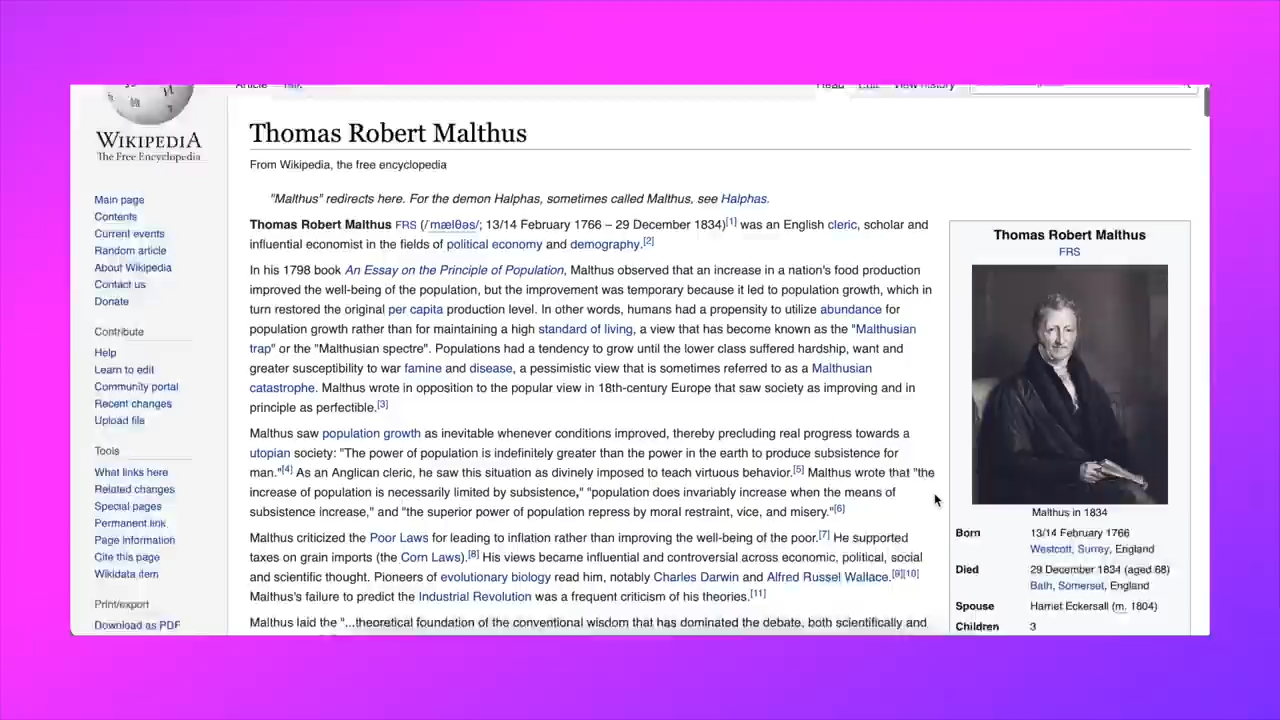 Article
Read Edit View history
WIKIPEDIA
The Free Encyclopedia
Main page
Contents
Current events
Random article
About Wikipedia
Contact us
Donate
Contribute
Help
Learn to edit
Community portal
Recent changes
Upload file
Tools
What links here
Related changes
Special pages
Permanent link
Page information
Cite this page
Wikidata item
Print/export
Download as PDF
Thomas Robert Malthus
From Wikipedia, the free encyclopedia
"Malthus" redirects here. For the demon Halphas, sometimes called Malthus, see Halphas.
Thomas Robert Malthus FRS (/ˈmælθəs/; 13/14 February 1766 – 29 December 1834)[1] was an English cleric, scholar and
influential economist in the fields of political economy and demography.[2]
In his 1798 book An Essay on the Principle of Population, Malthus observed that an increase in a nation's food production
improved the well-being of the population, but the improvement was temporary because it led to population growth, which in
turn restored the original per capita production level. In other words, humans had a propensity to utilize abundance for
population growth rather than for maintaining a high standard of living, a view that has become known as the "Malthusian
trap" or the "Malthusian spectre". Populations had a tendency to grow until the lower class suffered hardship, want and
greater susceptibility to war famine and disease, a pessimistic view that is sometimes referred to as a Malthusian
catastrophe. Malthus wrote in opposition to the popular view in 18th-century Europe that saw society as improving and in
principle as perfectible.[3]
Malthus saw population growth as inevitable whenever conditions improved, thereby precluding real progress towards a
utopian society: "The power of population is indefinitely greater than the power in the earth to produce subsistence for
man."[4] As an Anglican cleric, he saw this situation as divinely imposed to teach virtuous behavior.[5] Malthus wrote that "the
increase of population is necessarily limited by subsistence," "population does invariably increase when the means of
subsistence increase," and "the superior power of population repress by moral restraint, vice, and misery."[6]
Malthus criticized the Poor Laws for leading to inflation rather than improving the well-being of the poor.[7] He supported
taxes on grain imports (the Corn Laws).[8] His views became influential and controversial across economic, political, social
and scientific thought. Pioneers of evolutionary biology read him, notably Charles Darwin and Alfred Russel Wallace.[9][10]
Malthus's failure to predict the Industrial Revolution was a frequent criticism of his theories.[11]
Malthus laid the "...theoretical foundation of the conventional wisdom that has dominated the debate, both scientifically and
Thomas Robert Malthus
FRS
Malthus in 1834
Born 13/14 February 1766
Westcott, Surrey, England
Died 29 December 1834 (aged 68)
Bath, Somerset, England
Spouse Harriet Eckersall (m. 1804)
Children 3